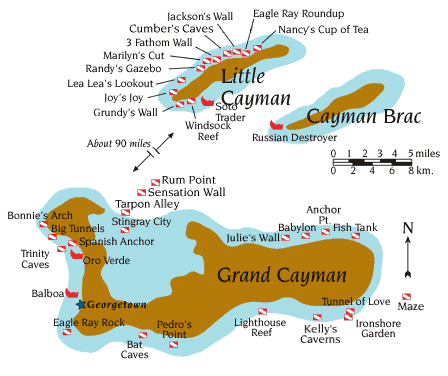 Jackson's Wall
Eagle Ray Roundup
Cumber's Caves
Nancy's Cup of Tea
3 Fathom Wall
Marilyn's Cut
Randy's Gazebo
Lea Lea's Lookout
Joy's Joy
Grundy's Wall
Little
Cayman
Soto
Trader
Windsock
Reef
Cayman Brac
Russian Destroyer
About 90 miles
0 1 2 3 4 5 miles
0 2 4 6 8 km.
Rum Point
Sensation Wall
Tarpon Alley
Stingray City
Bonnie's Arch
Big Tunnels
Spanish Anchor
Trinity
Caves
Oro Verde
Balboa
Georgetown
Eagle Ray Rock
Bat
Caves
Pedro's
Point
Julie's Wall
Babylon
Anchor
Pt.
Fish Tank
Grand Cayman
N
Tunnel of Love
Maze
Lighthouse
Reef
Kelly's
Caverns
Ironshore
Garden